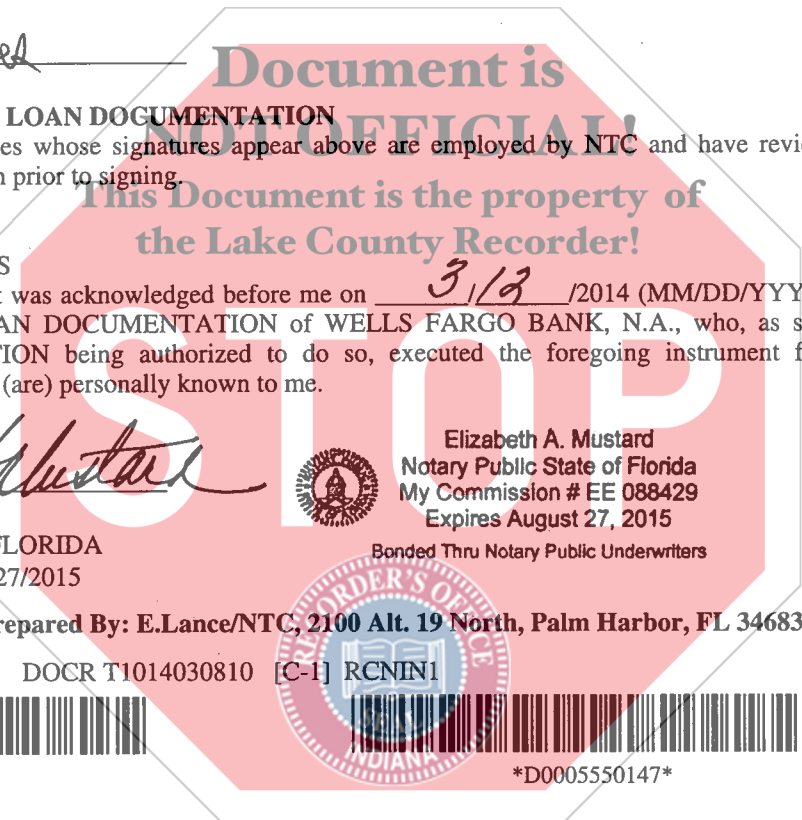 Document is
LOAN DOCUMENTATION
NOT OFFICIAL!
es whose signatures appear above are employed by NTC and have revi
n prior to signing.
This Document is the property of
the Lake County Recorder!
S
t was acknowledged before me on 3/12/2014 (MM/DD/YYY
AN DOCUMENTATION of WELLS FARGO BANK, N.A., who, as s
TION being authorized to do so, executed the foregoing instrument f
(are) personally known to me.
STOP
Mustard
Elizabeth A. Mustard
Notary Public State of Florida
My Commission # EE 088429
Expires August 27, 2015
Bonded Thru Notary Public Underwriters
FLORIDA
27/2015
repared By: E.Lance/NTC, 2100 Alt. 19 North, Palm Harbor, FL 34683
DOCR T1014030810 [C-1] RCNIN1
RECORDER'S OFFICE
SEAL
INDIANA
*D0005550147*